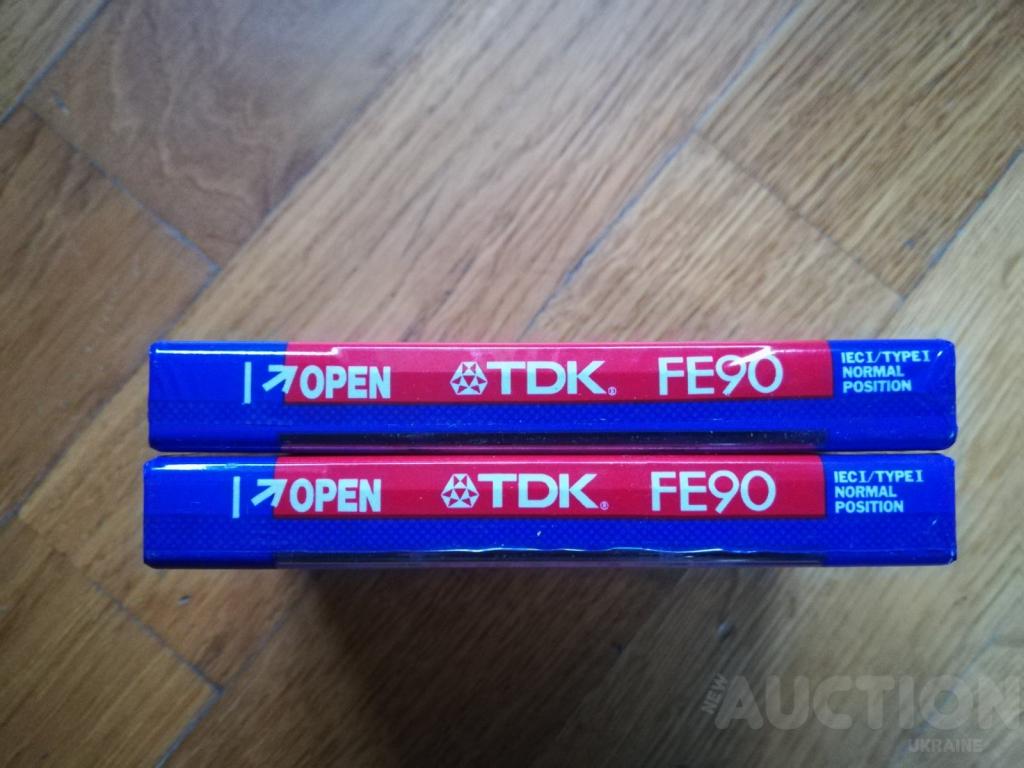 OPEN TDK FE90 IEC I/TYPE I
NORMAL
POSITION
OPEN TDK FE90 IEC I/TYPE I
NORMAL
POSITION
NEW AUCTION
UKRAINE